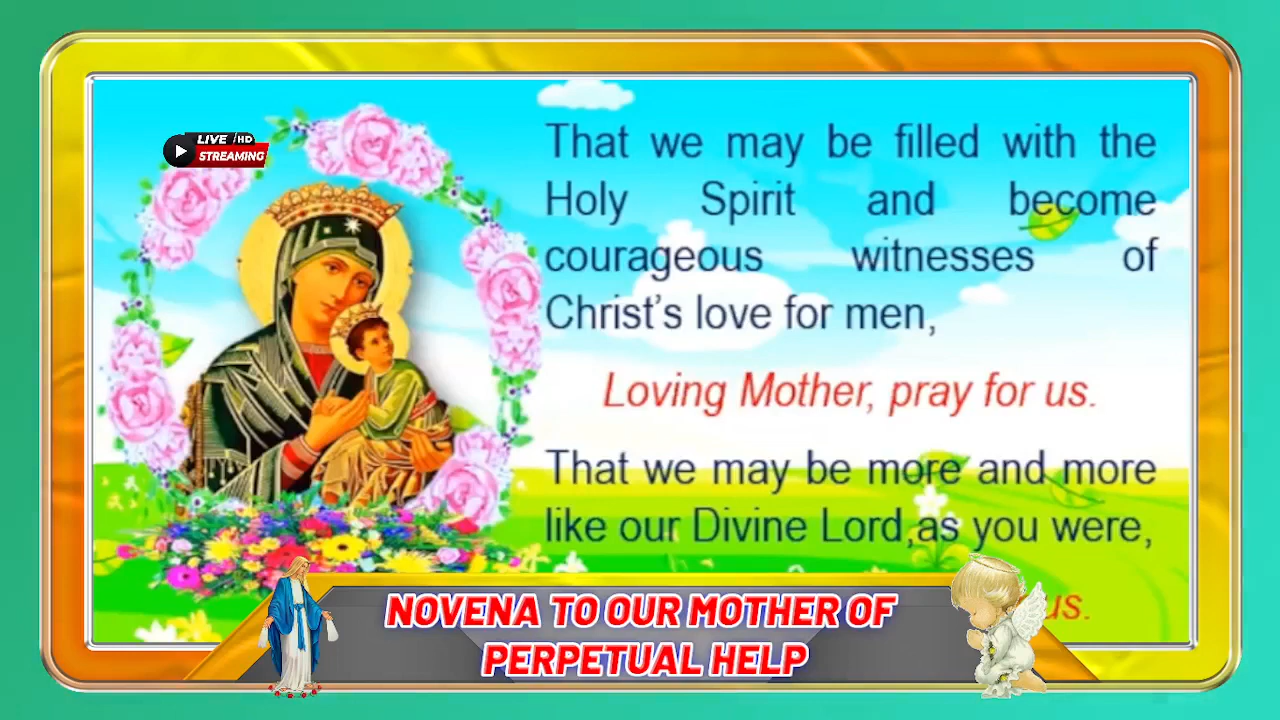 LIVE /HD
STREAMING
That we may be filled with the
Holy Spirit and become
courageous witnesses of
Christ's love for men,
Loving Mother, pray for us.
That we may be more and more
like our Divine Lord,as you were,
us.
NOVENA TO OUR MOTHER OF
PERPETUAL HELP